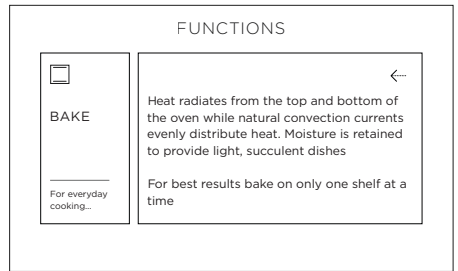 FUNCTIONS
BAKE
For everyday
cooking...
Heat radiates from the top and bottom of
the oven while natural convection currents
evenly distribute heat. Moisture is retained
to provide light, succulent dishes
For best results bake on only one shelf at a
time